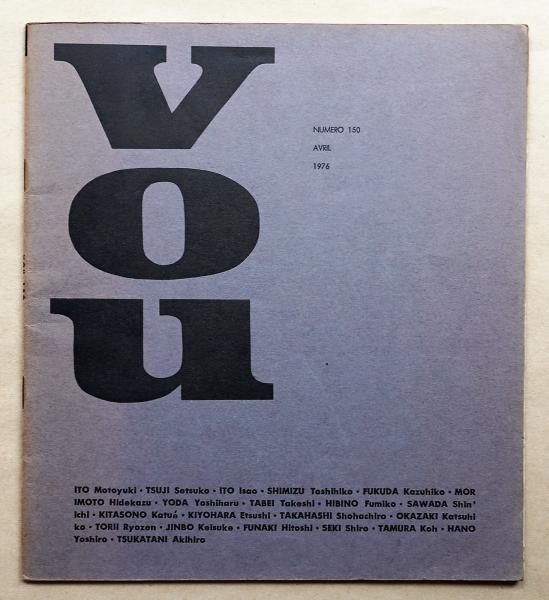 v
o
u
NUMERO 150
AVRIL
1976
ITO Motoyuki • TSUJI Setsuko • ITO Isao • SHIMIZU Toshihiko • FUKUDA Kazuhiko • MOR
IMOTO Hidekazu • YODA Yoshiharu • TABEI Takeshi • HIBINO Fumiko • SAWADA Shin'
ichi • KITASONO Katué • KIYOHARA Etsushi • TAKAHASHI Shohachiro • OKAZAKI Katsuhi
ko • TORII Ryozen • JINBO Keisuke • FUNAKI Hitoshi • SEKI Shiro • TAMURA Koh • HANO
Yoshiro • TSUKATANI Akihiro